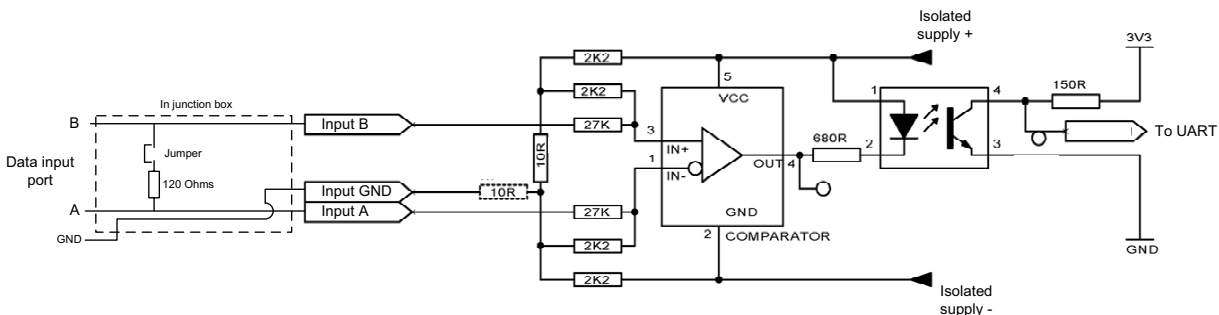 Isolated
supply +
3V3
2K2
5
VCC
2K2
1
4
150R
In junction box
B
Input B
27K
3
IN+
680R
To UART
Data input
port
Jumper
10R
1
IN-
OUT
4
2
3
120 Ohms
Input GND
10R
A
Input A
27K
GND
GND
2K2
2
COMPARATOR
GND
2K2
Isolated
supply -